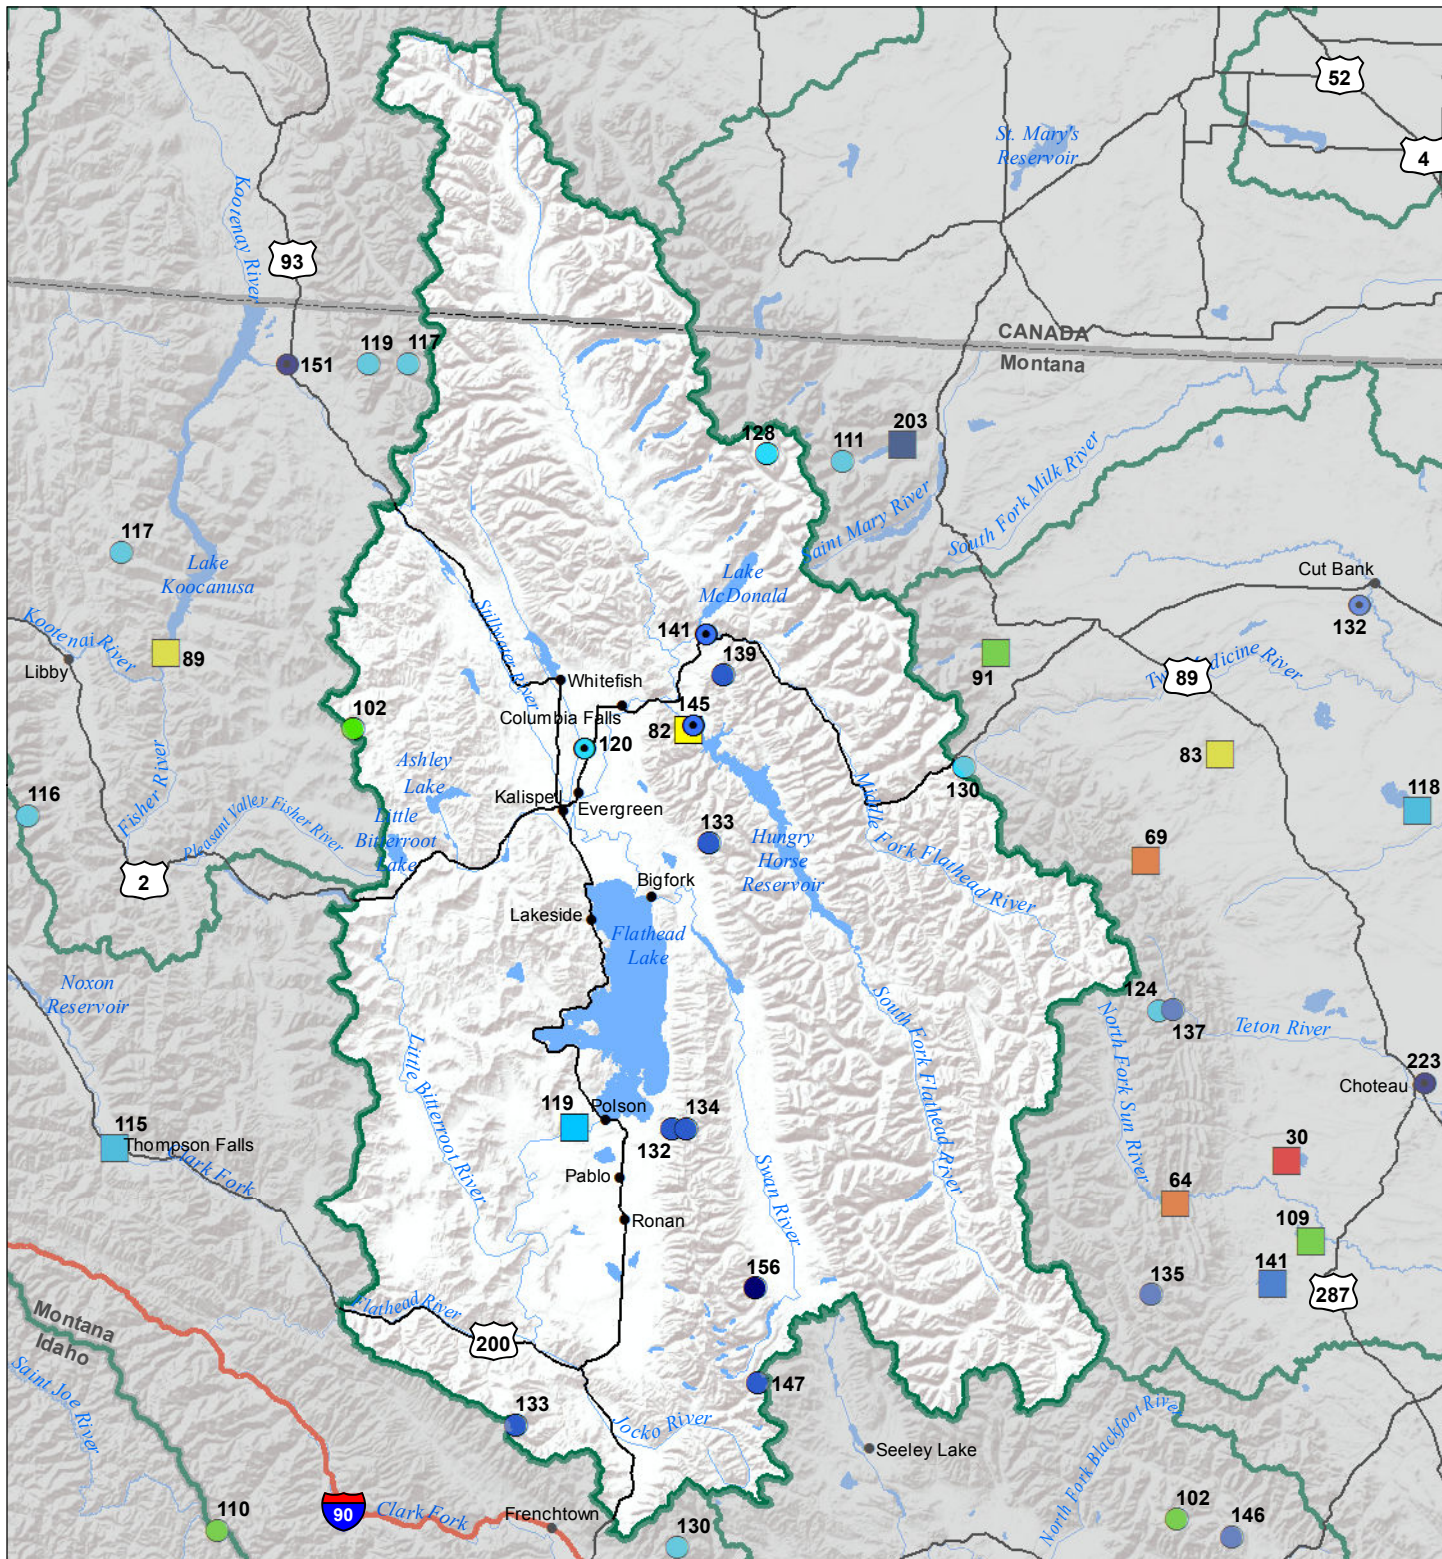 52
St. Mary's
Reservoir
4
Kootenay River
93
CANADA
Montana
119
117
151
128
111
203
South Fork Milk River
Saint Mary River
117
Lake
Koocanusa
Lake
McDonald
Cut Bank
132
Kootenai River
Libby
89
Stillwater River
141
139
91
89
Whitefish
Columbia Falls
145
82
120
102
Ashley
Lake
83
130
118
Kalispell
Evergreen
Little
Bitterroot
Lake
Fisher River
Pleasant Valley Fisher River
116
2
133
Hungry
Horse
Reservoir
Middle Fork Flathead River
69
Bigfork
Lakeside
Flathead
Lake
Noxon
Reservoir
124
137
Teton River
South Fork Flathead River
North Fork Sun River
Little Bitterroot River
223
Choteau
119
Polson
134
132
115
Thompson Falls
Clark Fork
Pablo
Swan River
Ronan
30
64
109
141
135
287
156
Montana
Idaho
Flathead River
200
Saint Joe River
147
133
Jocko River
Seeley Lake
North Fork Blackfoot River
90
Clark Fork
Frenchtown
110
130
102
146